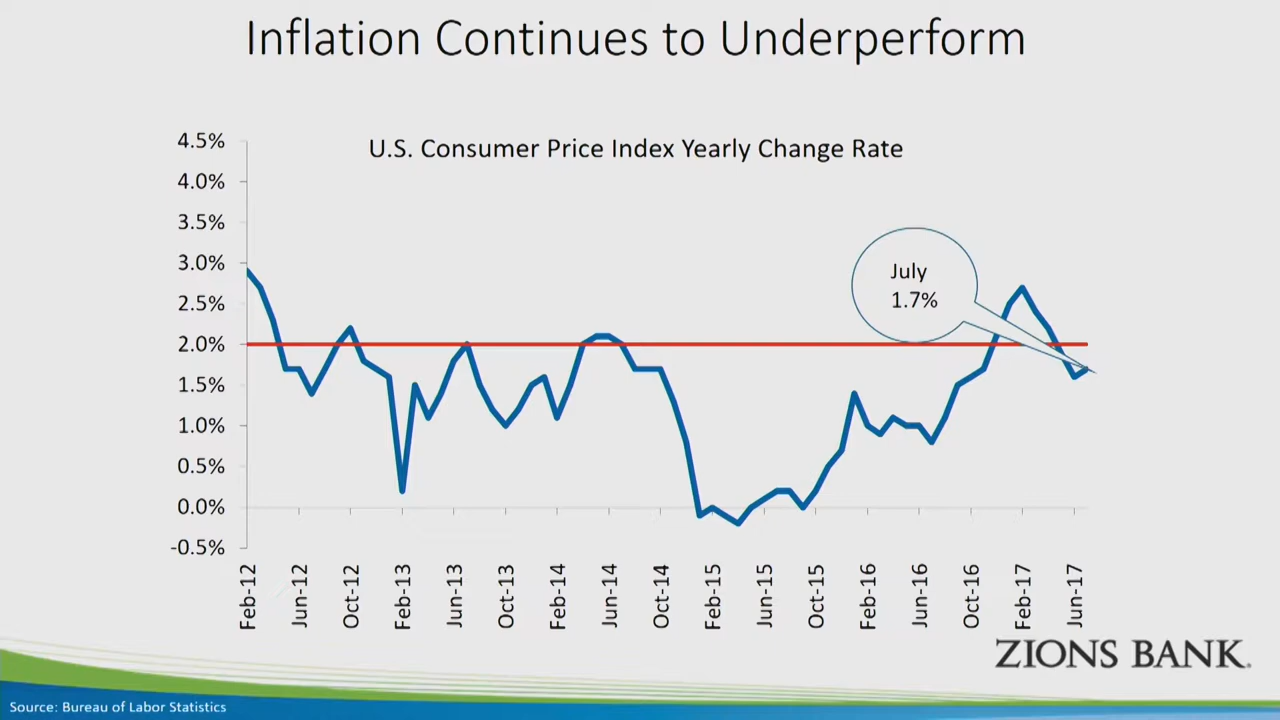 Inflation Continues to Underperform
U.S. Consumer Price Index Yearly Change Rate
4.5%
4.0%
3.5%
3.0%
2.5%
2.0%
1.5%
1.0%
0.5%
0.0%
-0.5%
July
1.7%
Feb-12
Jun-12
Oct-12
Feb-13
Jun-13
Oct-13
Feb-14
Jun-14
Oct-14
Feb-15
Jun-15
Oct-15
Feb-16
Jun-16
Oct-16
Feb-17
Jun-17
ZIONS BANK.
Source: Bureau of Labor Statistics